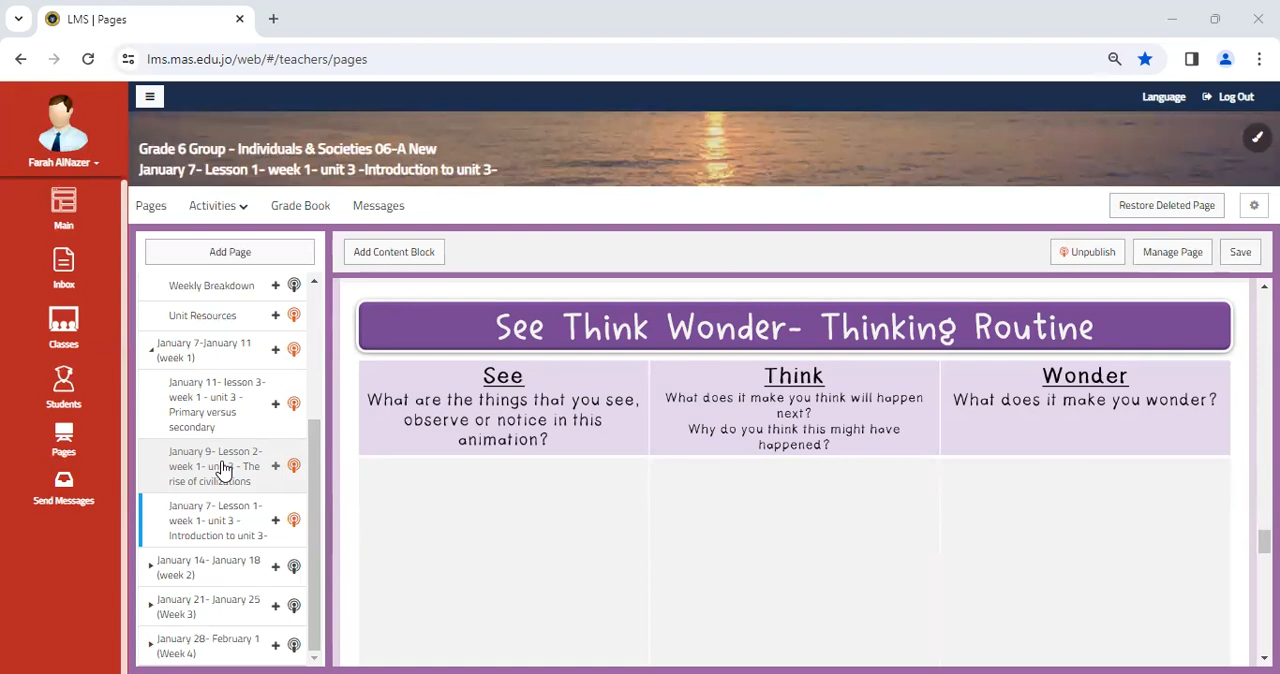 LMS | Pages
lms.mas.edu.jo/web/#/teachers/pages
Language
Log Out
Farah AlNazer
Grade 6 Group - Individuals & Societies 06-A New
January 7- Lesson 1- week 1- unit 3 -Introduction to unit 3-
Pages
Activities
Grade Book
Messages
Restore Deleted Page
Main
Inbox
Classes
Students
Pages
Send Messages
Add Page
Add Content Block
Unpublish
Manage Page
Save
Weekly Breakdown
Unit Resources
January 7-January 11
(week 1)
January 11- lesson 3-
week 1 - unit 3 -
Primary versus
secondary
January 9- Lesson 2-
week 1- - The
rise of civilizations
January 7- Lesson 1-
week 1- unit 3 -
Introduction to unit 3-
January 14- January 18
(week 2)
January 21- January 25
(Week 3)
January 28- February 1
(Week 4)
See Think Wonder- Thinking Routine
See
What are the things that you see,
observe or notice in this
animation?
Think
What does it make you think will happen
next?
Why do you think this might have
happened?
Wonder
What does it make you wonder?